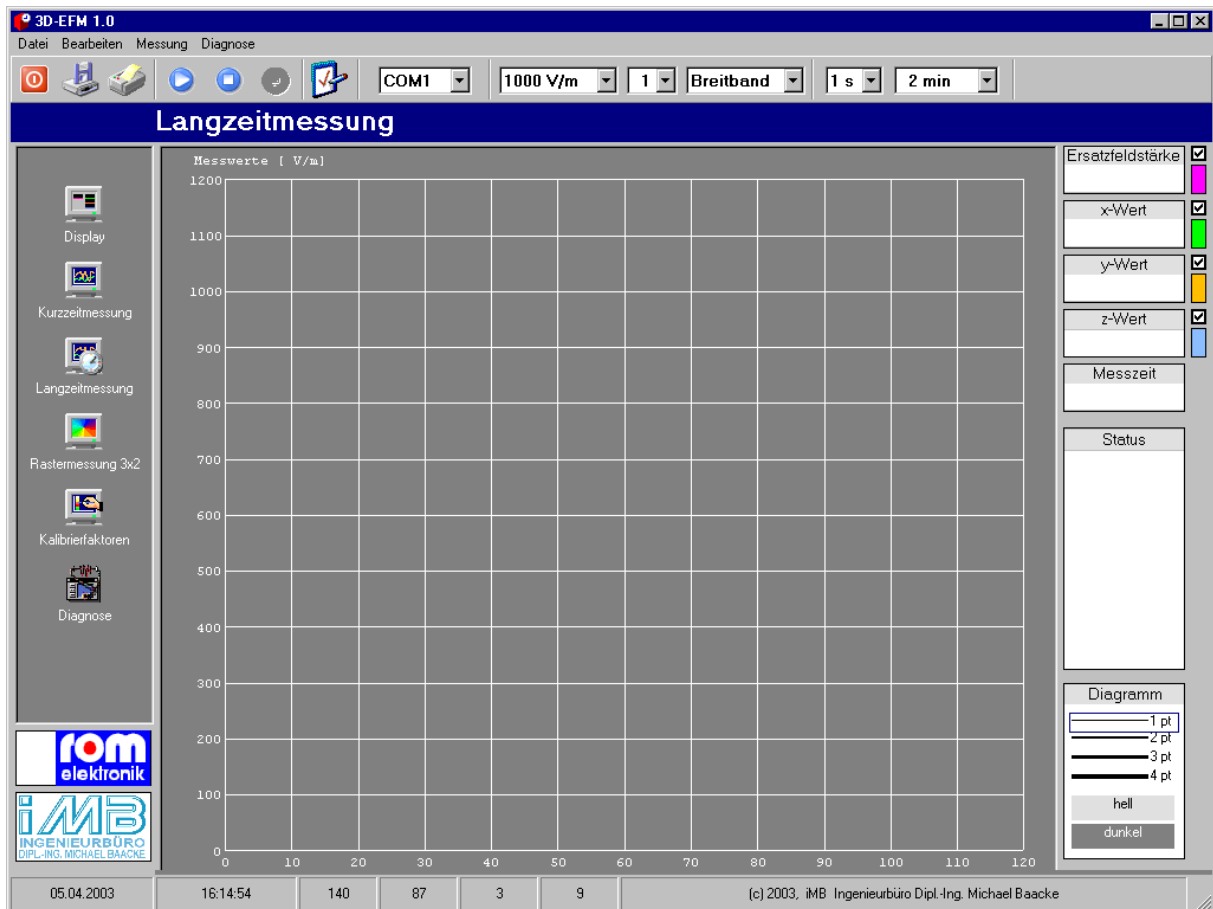 3D-EFM 1.0
Datei Bearbeiten Messung Diagnose
COM1 1000 V/m 1 Breitband 1 s 2 min
Langzeitmessung
Display
Kurzzeitmessung
Langzeitmessung
Rastermessung 3x2
Kalibrierfaktoren
Diagnose
rom
elektronik
iMB
INGENIEURBÜRO
DIPL.-ING. MICHAEL BAACKE
Messwerte [ V/m]
1200
1100
1000
900
800
700
600
500
400
300
200
100
0
0 10 20 30 40 50 60 70 80 90 100 110 120
Ersatzfeldstärke
x-Wert
y-Wert
z-Wert
Messzeit
Status
Diagramm
1 pt
2 pt
3 pt
4 pt
hell
dunkel
05.04.2003 16:14:54 140 87 3 9 (c) 2003, iMB Ingenieurbüro Dipl.-Ing. Michael Baacke